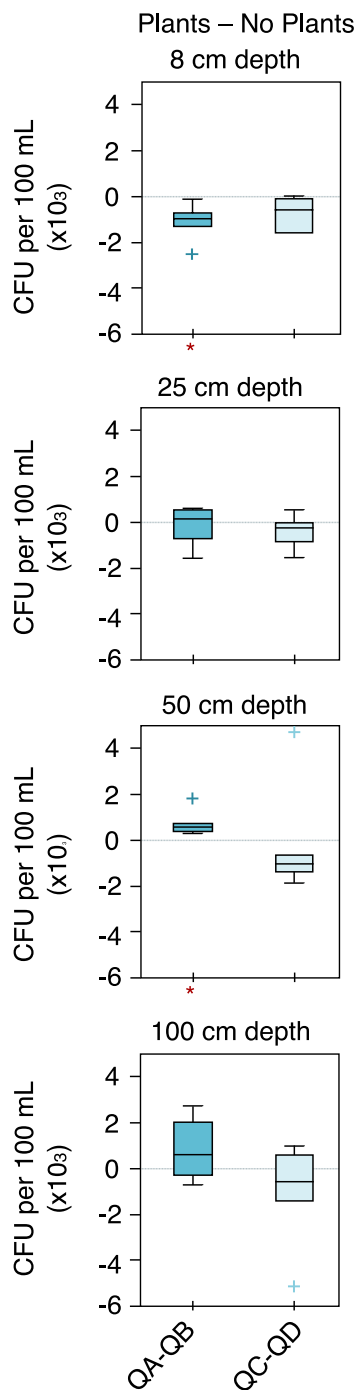 Plants – No Plants
8 cm depth
CFU per 100 mL
(x103)
4
2
0
-2
-4
-6
*
25 cm depth
CFU per 100 mL
(x103)
4
2
0
-2
-4
-6
50 cm depth
CFU per 100 mL
(x103)
4
2
0
-2
-4
-6
*
100 cm depth
CFU per 100 mL
(x103)
4
2
0
-2
-4
-6
QA-QB
QC-QD